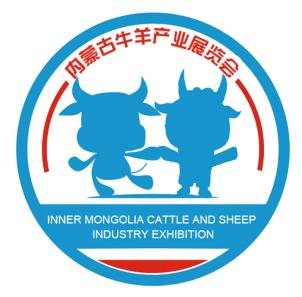 内蒙古牛羊产业展览会
INNER MONGOLIA CATTLE AND SHEEP
INDUSTRY EXHIBITION